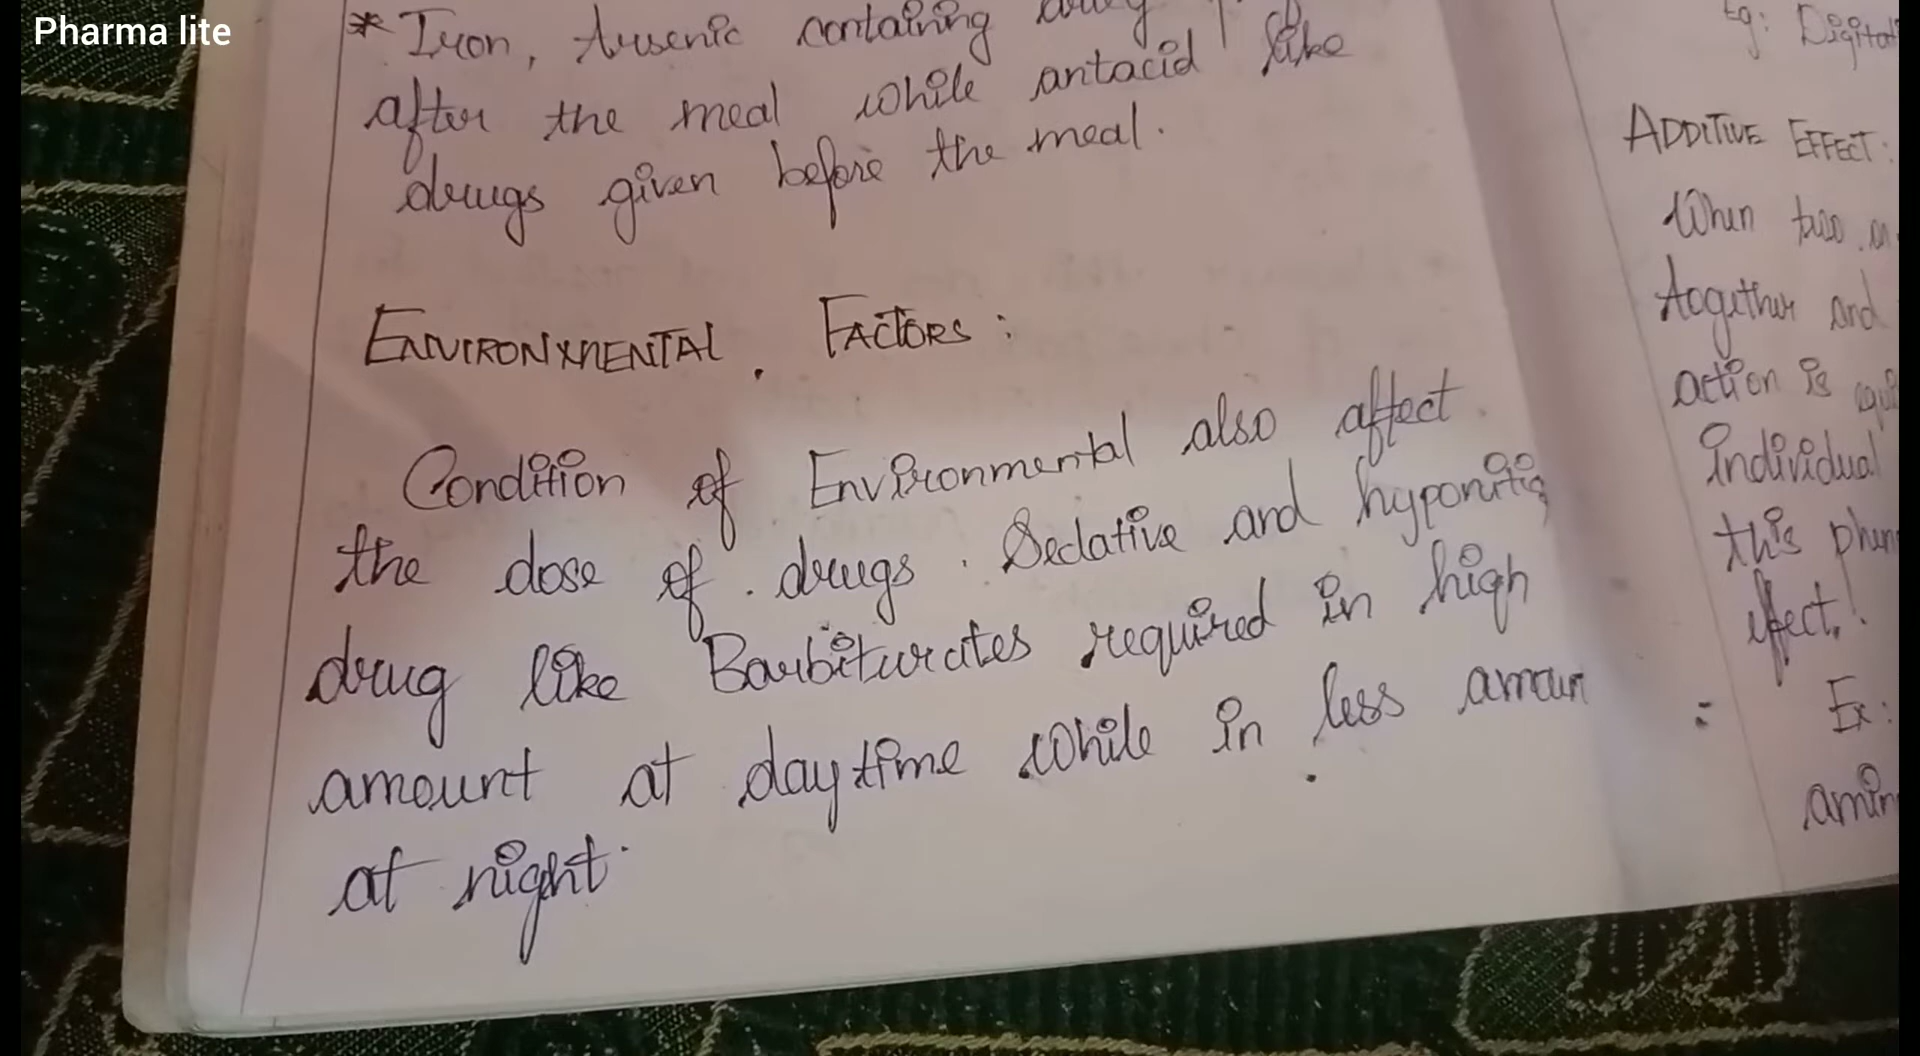 Pharma lite
* Iron, Arsenic containing
after the meal while antacid like
drugs given before the meal.
ENVIRONMENTAL FACTORS:
Condition of Environmental also affect
the dose of drugs. Sedative and
drug like Barbiturates required in high
amount at daytime while in less amoun
at night.
Eg: Digital
ADDITIVE EFFECT:
When two
together and
action is
individual
this phen
effect.
Ex:
amin